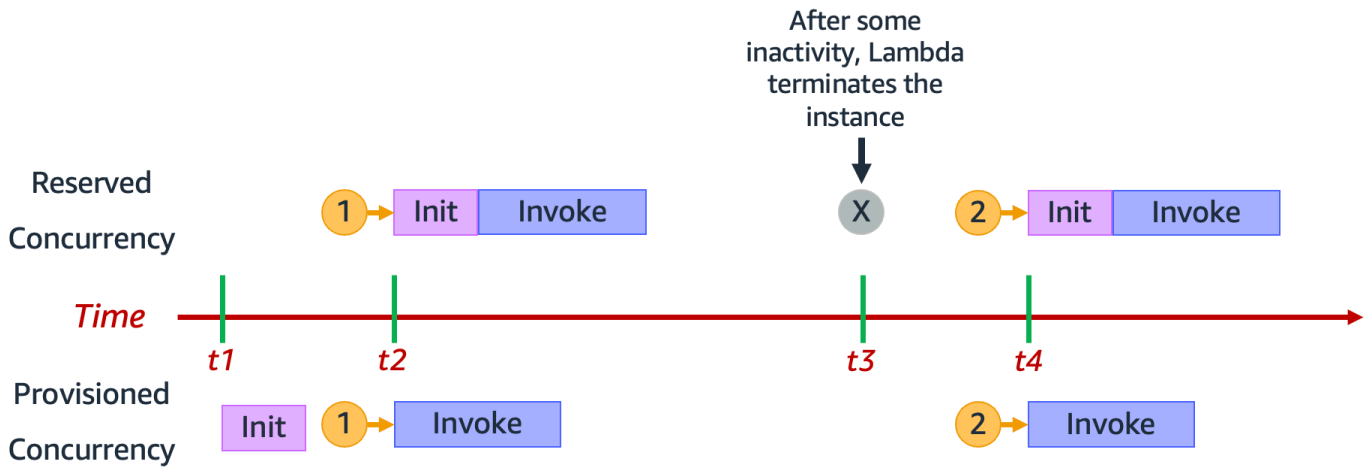 After some
inactivity, Lambda
terminates the
instance
Reserved
Concurrency
1
Init
Invoke
X
2
Init
Invoke
Time
t1
t2
t3
t4
Provisioned
Concurrency
Init
1
Invoke
2
Invoke